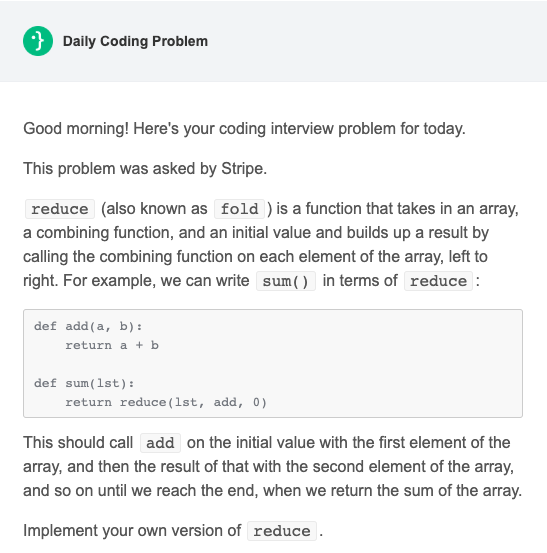 Daily Coding Problem
Good morning! Here's your coding interview problem for today.
This problem was asked by Stripe.
reduce (also known as fold ) is a function that takes in an array,
a combining function, and an initial value and builds up a result by
calling the combining function on each element of the array, left to
right. For example, we can write sum() in terms of reduce :
def add(a, b):
    return a + b
def sum(lst):
    return reduce(lst, add, 0)
This should call add on the initial value with the first element of the
array, and then the result of that with the second element of the array,
and so on until we reach the end, when we return the sum of the array.
Implement your own version of reduce .